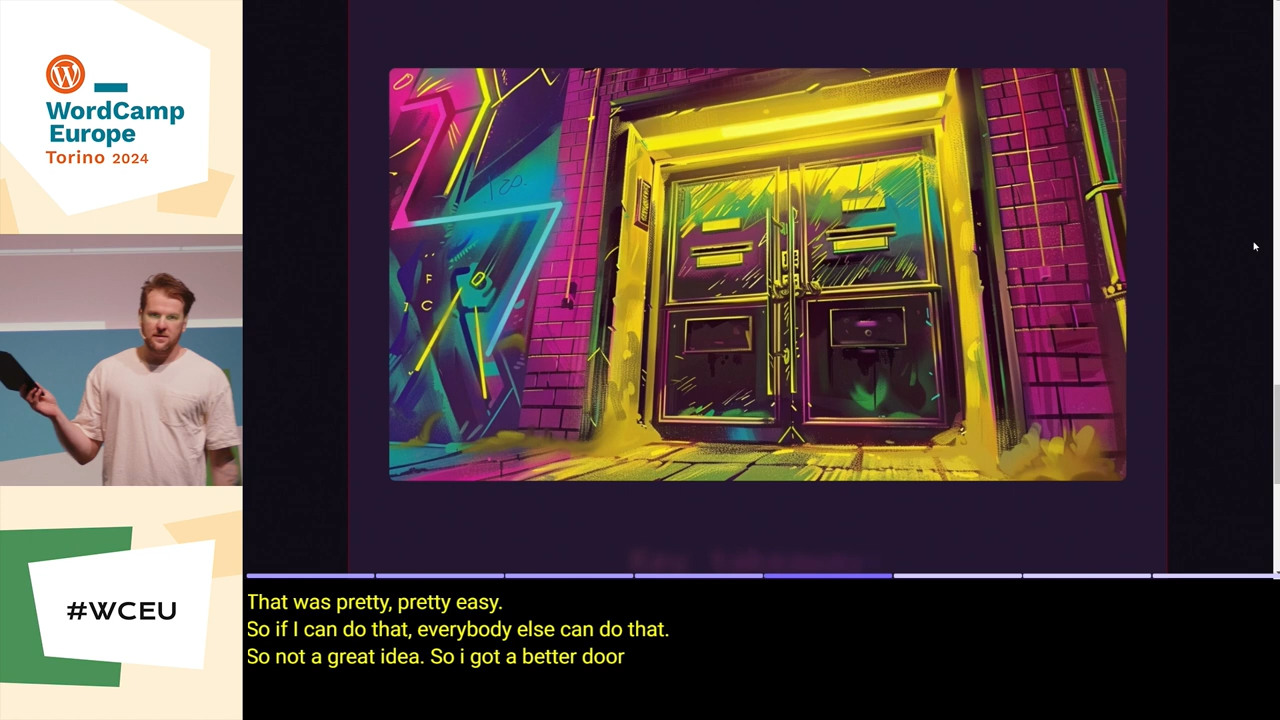 WordCamp
Europe
Torino 2024
#WCEU
That was pretty, pretty easy.
So if I can do that, everybody else can do that.
So not a great idea. So i got a better door